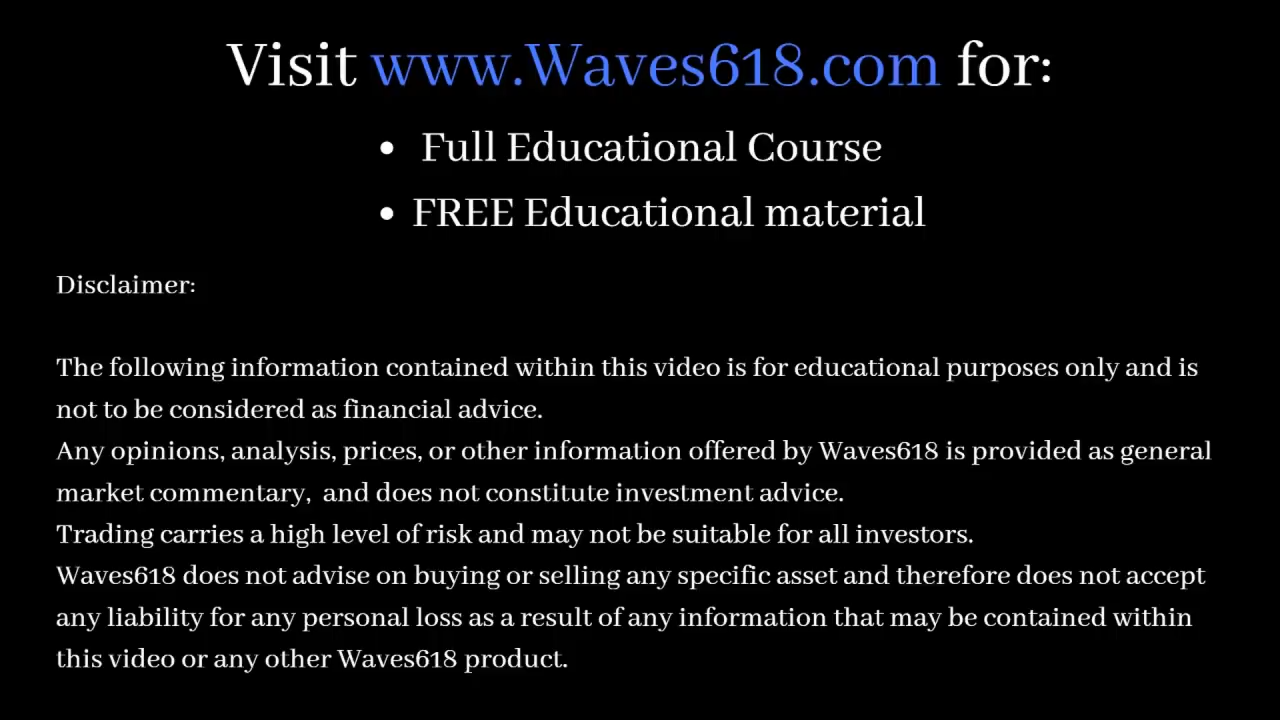 Visit www.Waves618.com for:
• Full Educational Course
• FREE Educational material
Disclaimer:
The following information contained within this video is for educational purposes only and is
not to be considered as financial advice.
Any opinions, analysis, prices, or other information offered by Waves618 is provided as general
market commentary,  and does not constitute investment advice.
Trading carries a high level of risk and may not be suitable for all investors.
Waves618 does not advise on buying or selling any specific asset and therefore does not accept
any liability for any personal loss as a result of any information that may be contained within
this video or any other Waves618 product.